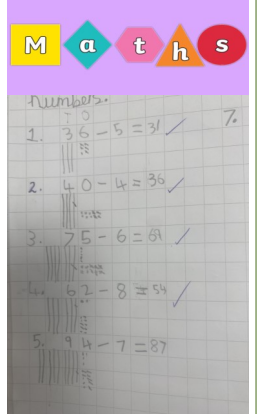 Maths
numbers.
T O
1. 36 - 5 = 31 ✓ 7.
2. 40 - 4 = 36 ✓
3. 75 - 6 = 69 ✓
4. 62 - 8 = 54 ✓
5. 94 - 7 = 87